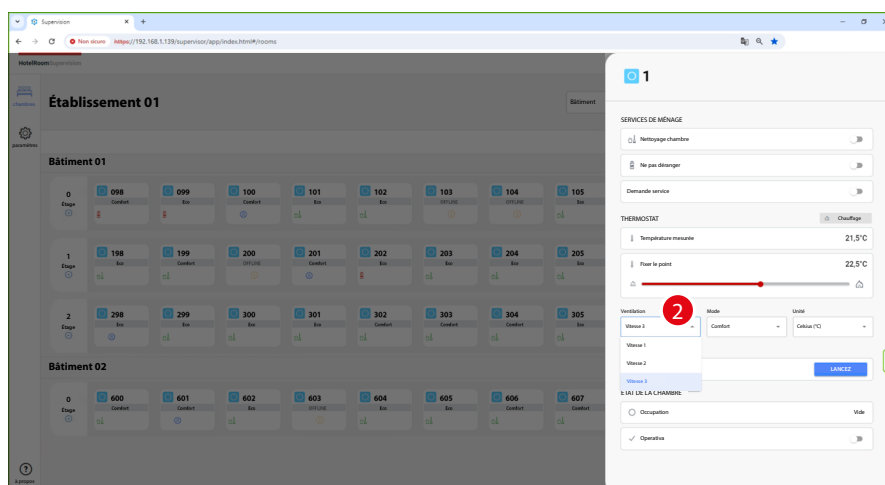 Supervision
Non sicuro https://192.168.1.139/supervisor/app/index.html#/rooms
HotelRoom Supervision
chambres
paramètres
à propos
Établissement 01
Bâtiment
Bâtiment 01
0 Étage
098 Comfort
099 Eco
100 Comfort
101 Eco
102 Eco
103 OFFLINE
104 OFFLINE
105 Eco
1 Étage
198 Eco
199 Comfort
200 OFFLINE
201 Comfort
202 Eco
203 Eco
204 Eco
205 Eco
2 Étage
298 Eco
299 Eco
300 Eco
301 Eco
302 Comfort
303 Comfort
304 Comfort
305 Eco
Bâtiment 02
0 Étage
600 Comfort
601 Comfort
602 Eco
603 OFFLINE
604 Eco
605 Eco
606 Comfort
607 Comfort
1
SERVICES DE MÉNAGE
Nettoyage chambre
Ne pas déranger
Demande service
THERMOSTAT
Chauffage
Température mesurée 21,5°C
Fixer le point 22,5°C
Ventilation
Mode
Unité
Vitesse 3
2
Comfort
Celsius (°C)
Vitesse 1
Vitesse 2
Vitesse 3
LANCEZ
ETAT DE LA CHAMBRE
Occupation Vide
Operativa